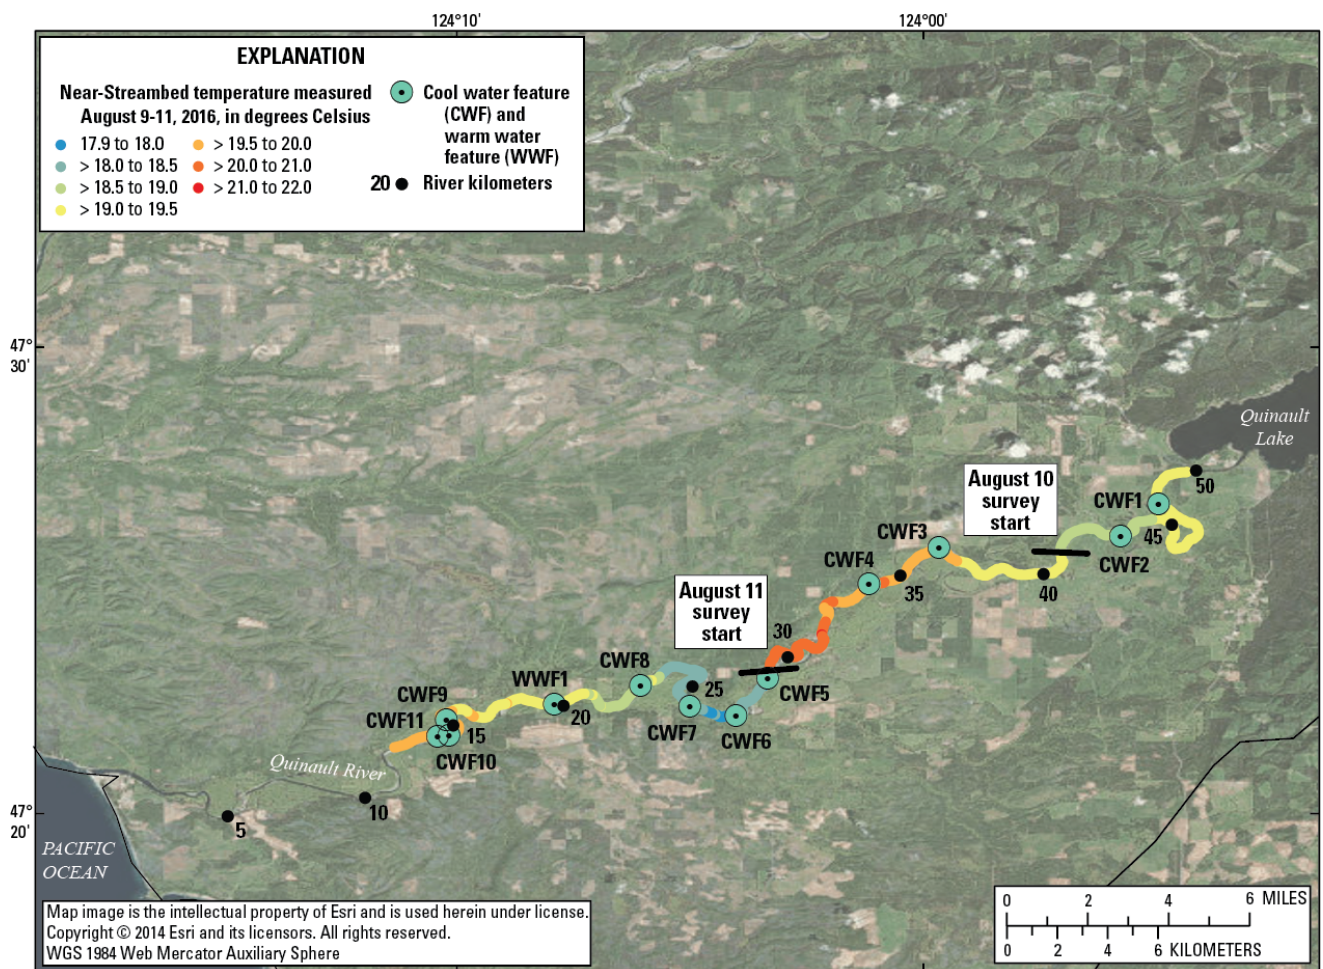 124°10'
124°00'
EXPLANATION
Near-Streambed temperature measured
August 9-11, 2016, in degrees Celsius
17.9 to 18.0
> 18.0 to 18.5
> 18.5 to 19.0
> 19.0 to 19.5
> 19.5 to 20.0
> 20.0 to 21.0
> 21.0 to 22.0
Cool water feature
(CWF) and
warm water
feature (WWF)
20
River kilometers
47°
30'
Quinault
Lake
August 10
survey
start
CWF1
50
45
CWF2
CWF3
CWF4
35
40
August 11
survey
start
30
CWF5
CWF8
25
WWF1
20
CWF7
CWF6
CWF9
CWF11
15
CWF10
Quinault River
10
5
47°
20'
PACIFIC
OCEAN
0 2 4 6 MILES
0 2 4 6 KILOMETERS
Map image is the intellectual property of Esri and is used herein under license.
Copyright © 2014 Esri and its licensors. All rights reserved.
WGS 1984 Web Mercator Auxiliary Sphere